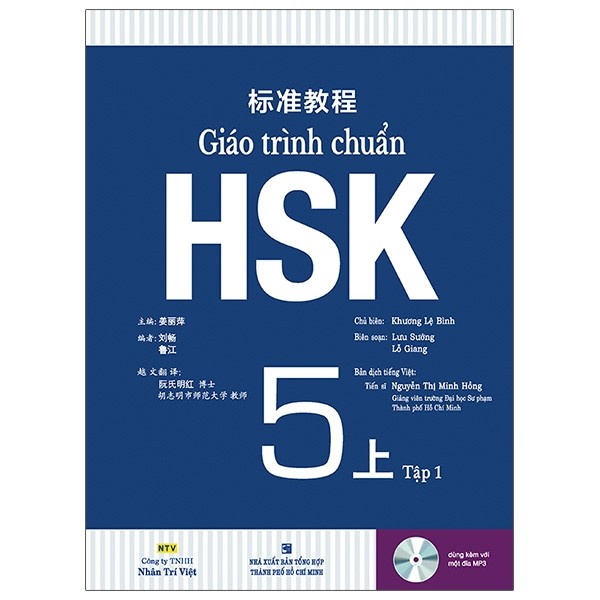 标准教程
Giáo trình chuẩn
HSK
主编: 姜丽萍
编者: 刘畅
鲁江
越文翻译:
阮氏明红 博士
胡志明市师范大学 教师
Chủ biên: Khương Lệ Bình
Biên soạn: Lưu Sướng
Lỗ Giang
Bản dịch tiếng Việt:
Tiến sĩ Nguyễn Thị Minh Hồng
Giảng viên trường Đại học Sư phạm
Thành phố Hồ Chí Minh
5上 Tập 1
NTV
Công ty TNHH
Nhân Trí Việt
NHÀ XUẤT BẢN TỔNG HỢP
THÀNH PHỐ HỒ CHÍ MINH
dùng kèm với
một đĩa MP3